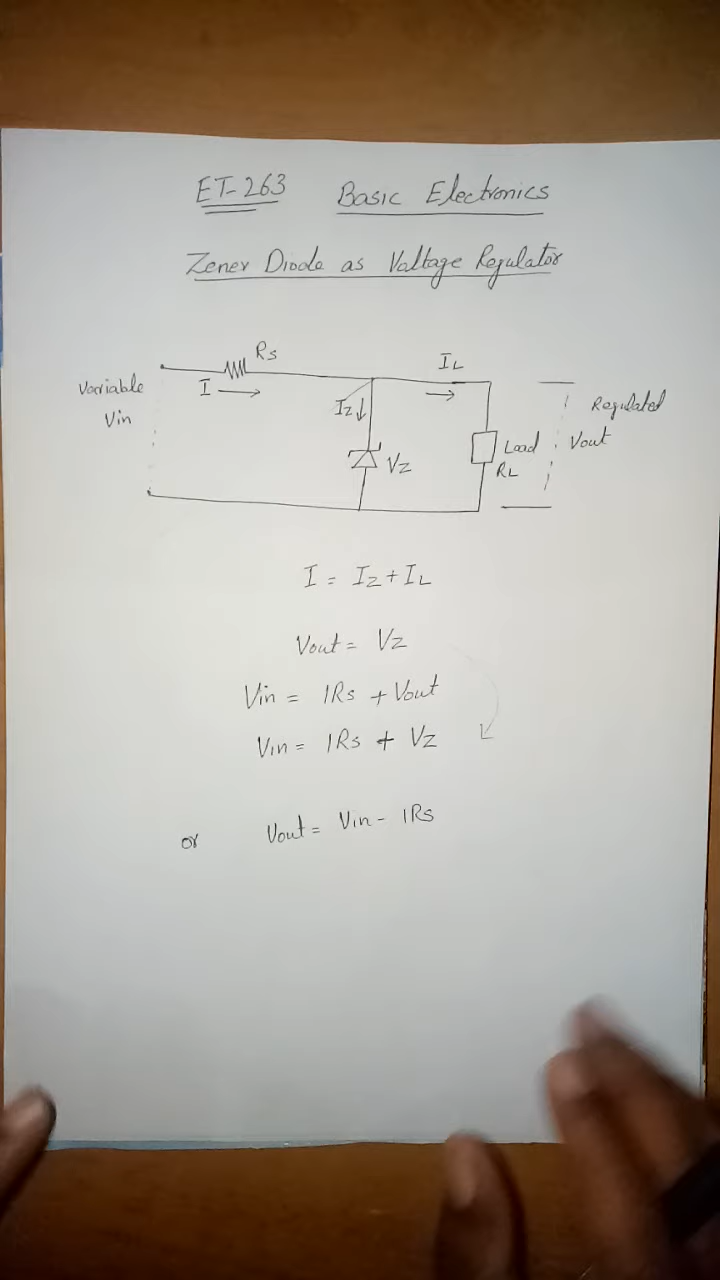 ET-263 Basic Electronics
Zener Diode as Voltage Regulator
Rs
IL
Variable
Vin
I
Iz
Regulated
Vout
Load
RL
Vz
I = Iz + IL
Vout = Vz
Vin = IRs + Vout
Vin = IRs + Vz
or Vout = Vin - IRs